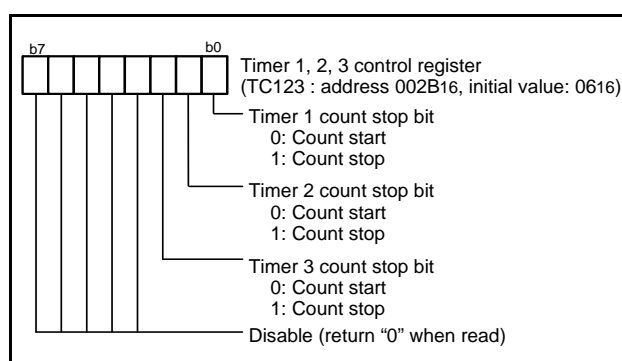 b7 b0
Timer 1, 2, 3 control register
(TC123 : address 002B16, initial value: 0616)
Timer 1 count stop bit
0: Count start
1: Count stop
Timer 2 count stop bit
0: Count start
1: Count stop
Timer 3 count stop bit
0: Count start
1: Count stop
Disable (return “0” when read)